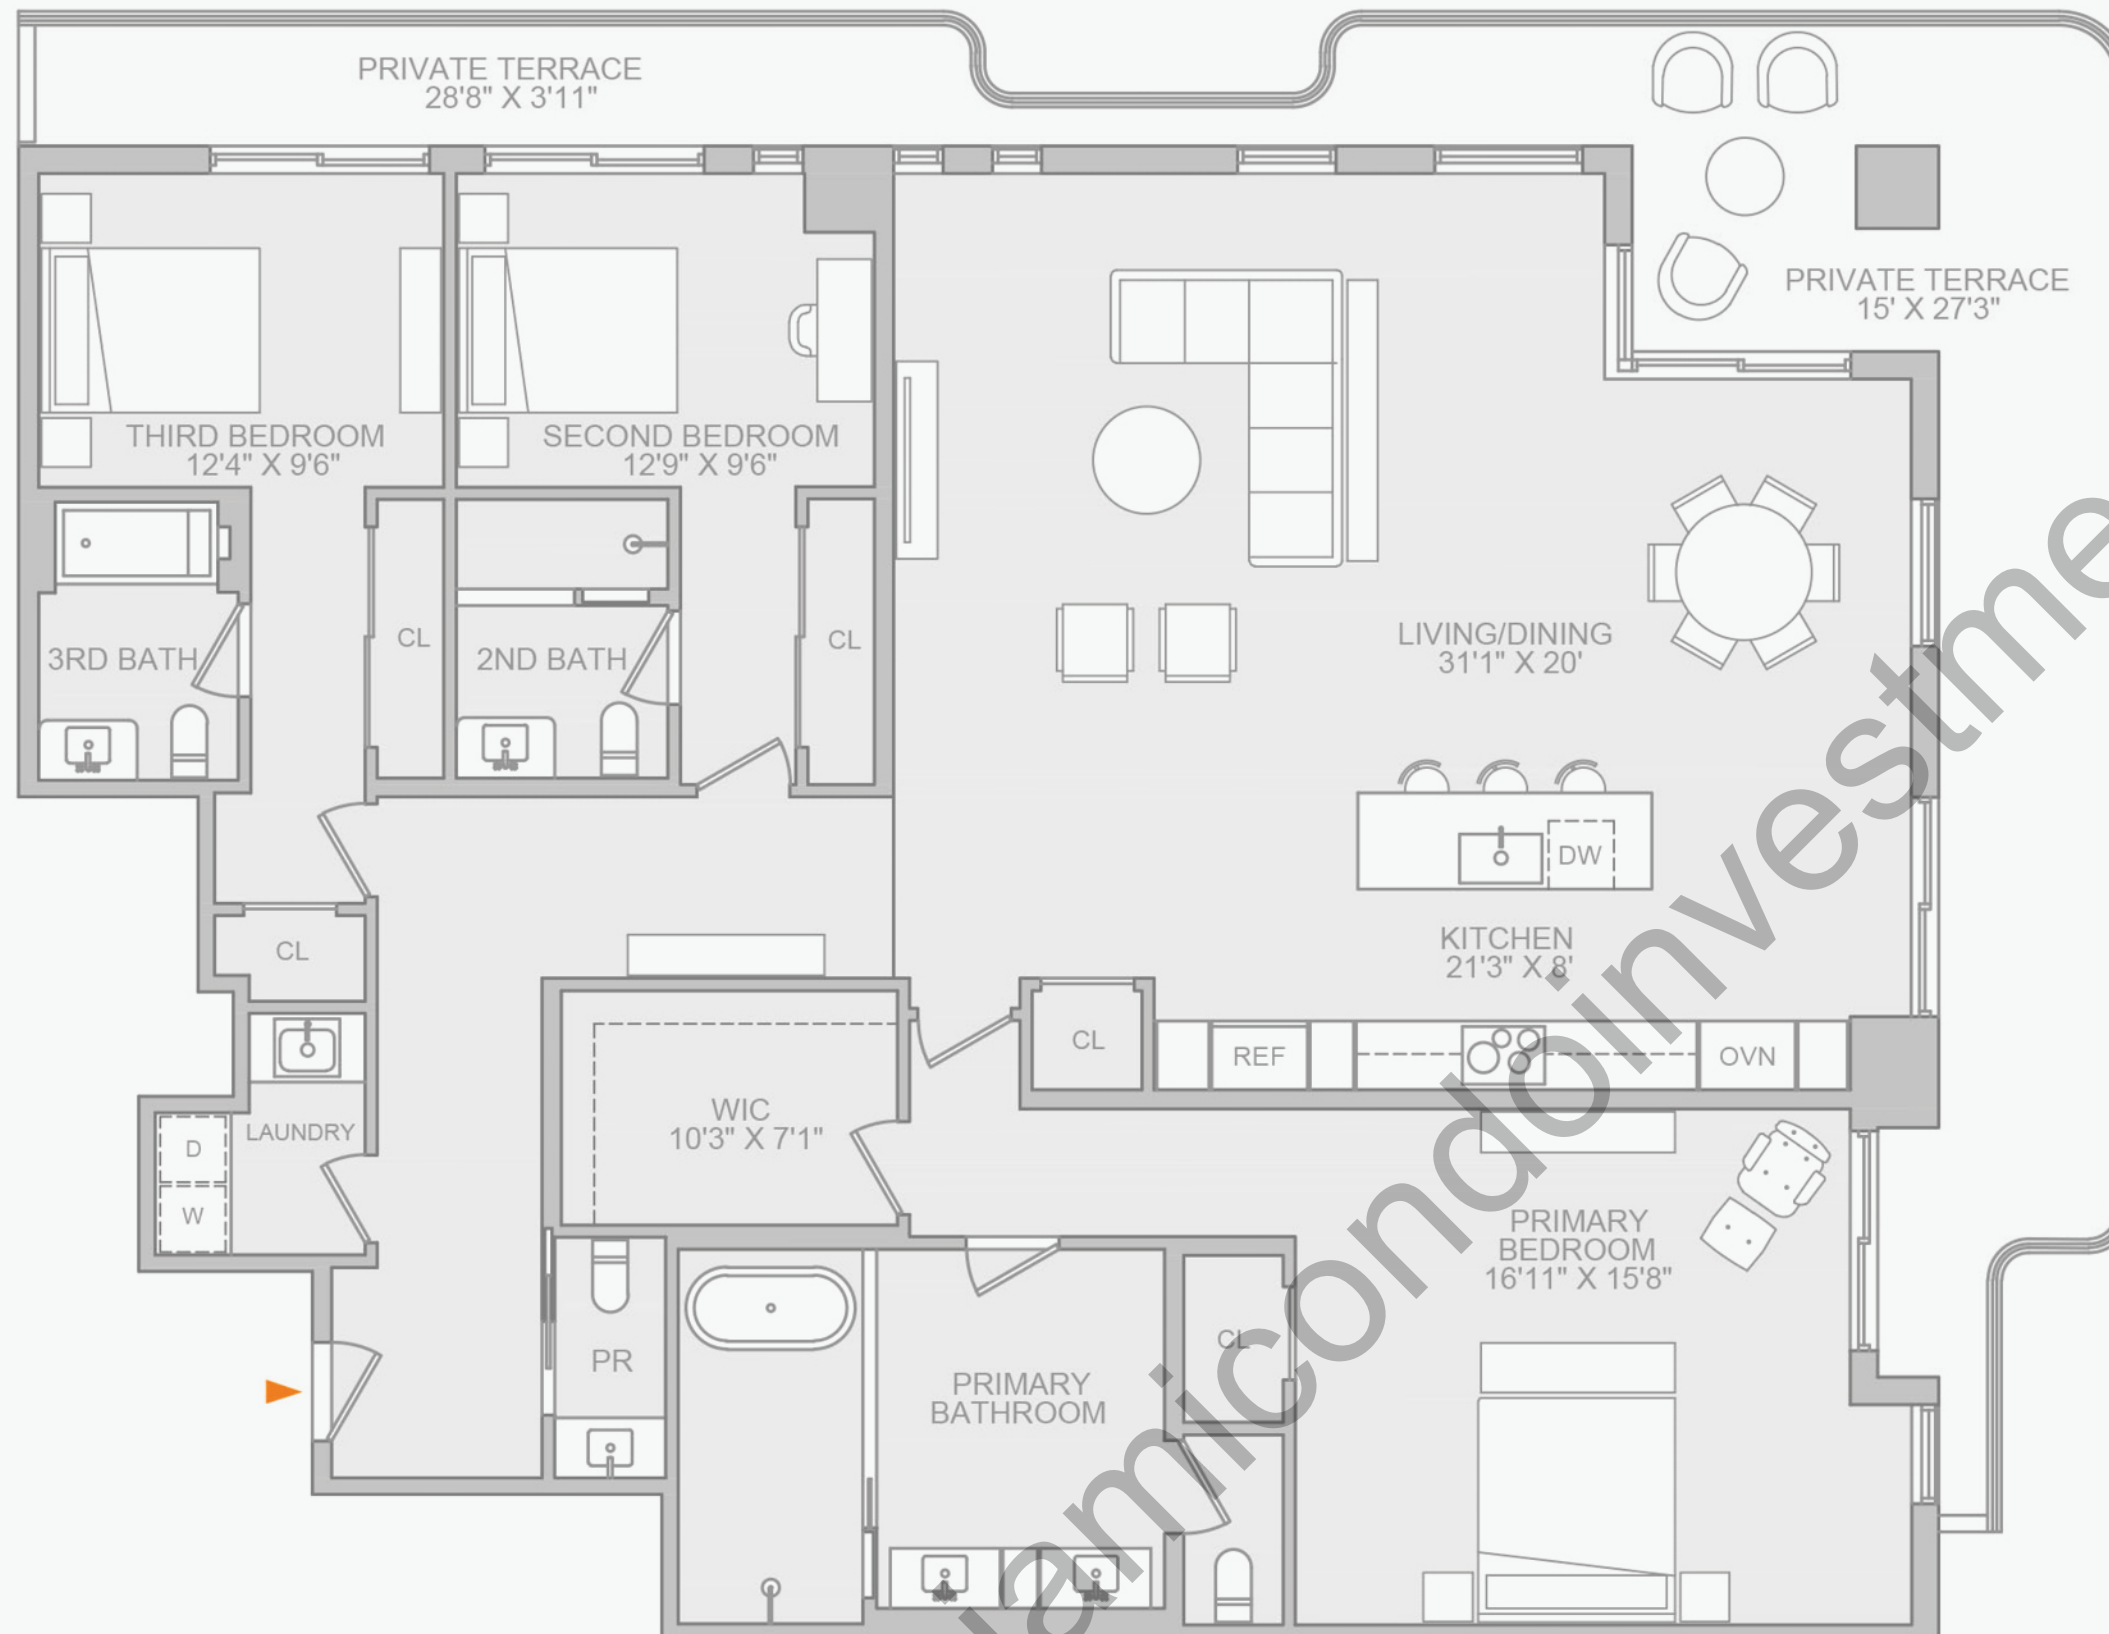 PRIVATE TERRACE
28'8" X 3'11"
PRIVATE TERRACE
15' X 27'3"
THIRD BEDROOM
12'4" X 9'6"
SECOND BEDROOM
12'9" X 9'6"
LIVING/DINING
31'1" X 20'
3RD BATH
CL
2ND BATH
CL
DW
KITCHEN
21'3" X 8'
CL
CL
REF
OVN
WIC
10'3" X 7'1"
LAUNDRY
D
W
PRIMARY
BEDROOM
16'11" X 15'8"
CL
PR
PRIMARY
BATHROOM
amicondoinvestme